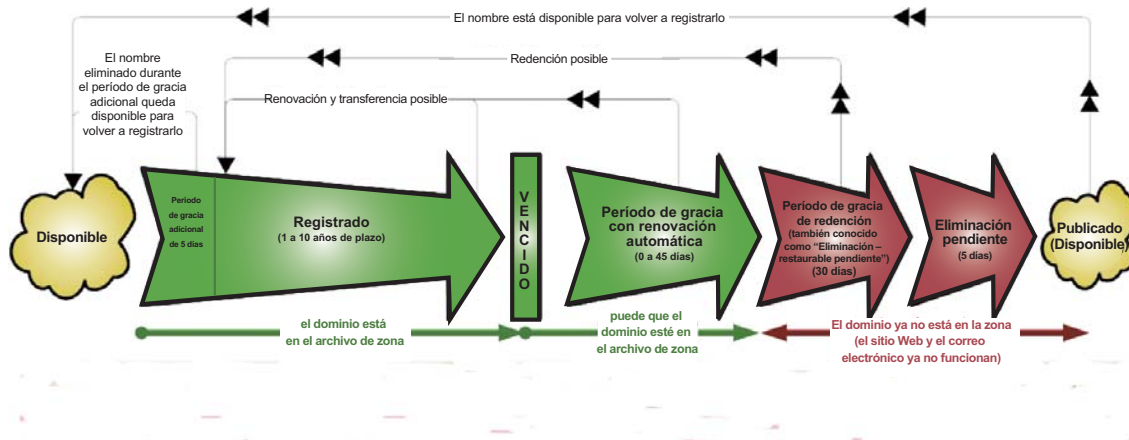 El nombre está disponible para volver a registrarlo
El nombre
eliminado durante
el período de gracia
adicional queda
disponible para
volver a registrarlo
Redención posible
Renovación y transferencia posible
Disponible
Período
de gracia
adicional
de 5 días
Registrado
(1 a 10 años de plazo)
V
E
N
C
I
D
O
Período de gracia
con renovación
automática
(0 a 45 días)
Período de gracia
de redención
(también conocido
como “Eliminación –
restaurable pendiente”)
(30 días)
Eliminación
pendiente
(5 días)
Publicado
(Disponible)
el dominio está
en el archivo de zona
puede que el
dominio esté en
el archivo de zona
El dominio ya no está en la zona
(el sitio Web y el correo
electrónico ya no funcionan)